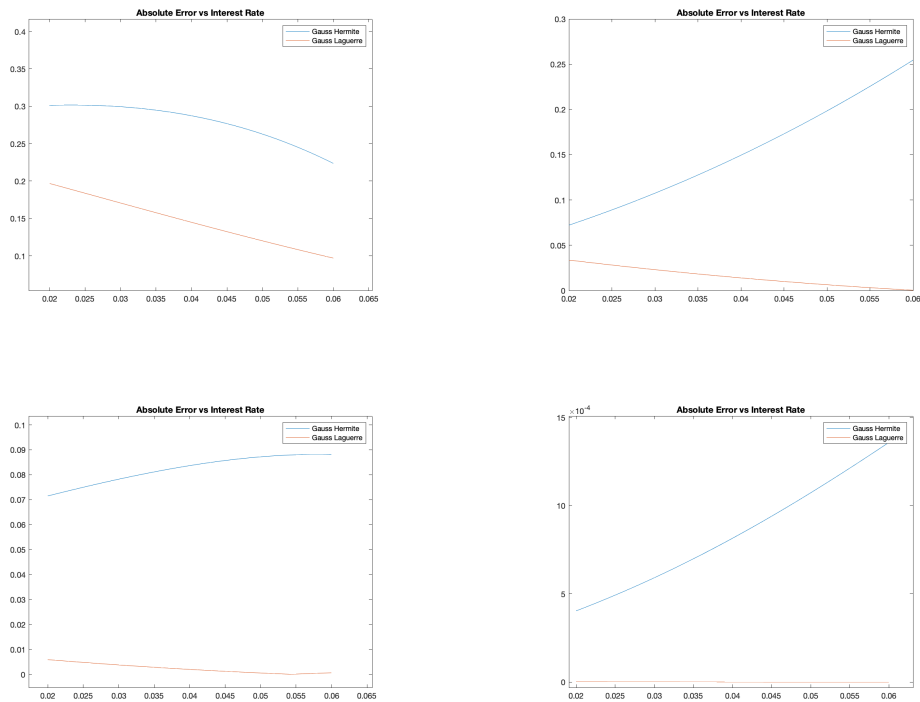 Absolute Error vs Interest Rate
Gauss Hermite
Gauss Laguerre
0.4
0.35
0.3
0.25
0.2
0.15
0.1
0.02 0.025 0.03 0.035 0.04 0.045 0.05 0.055 0.06 0.065
Absolute Error vs Interest Rate
Gauss Hermite
Gauss Laguerre
0.3
0.25
0.2
0.15
0.1
0.05
0
0.02 0.025 0.03 0.035 0.04 0.045 0.05 0.055 0.06
Absolute Error vs Interest Rate
Gauss Hermite
Gauss Laguerre
0.1
0.09
0.08
0.07
0.06
0.05
0.04
0.03
0.02
0.01
0
0.02 0.025 0.03 0.035 0.04 0.045 0.05 0.055 0.06 0.065
Absolute Error vs Interest Rate
×10⁻⁴
Gauss Hermite
Gauss Laguerre
15
10
5
0
0.02 0.025 0.03 0.035 0.04 0.045 0.05 0.055 0.06